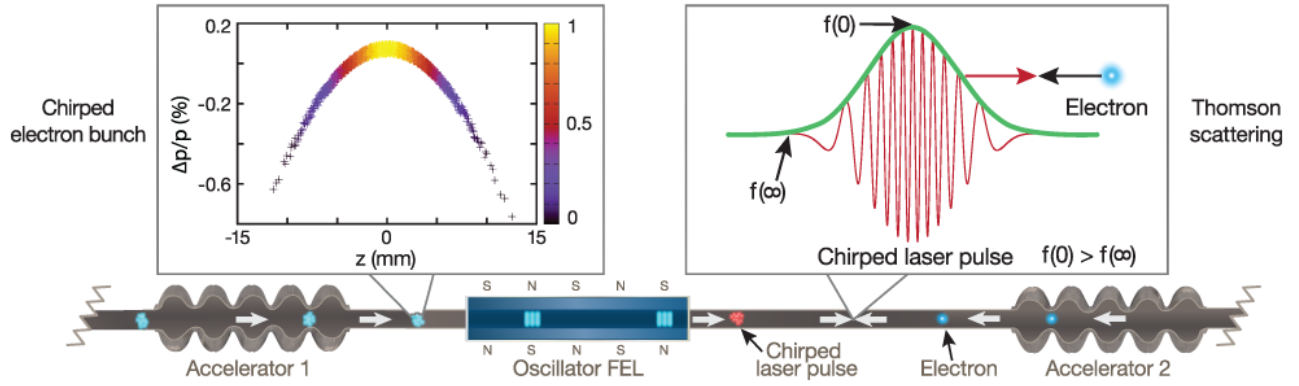 Chirped
electron bunch
0.2
-0.2
-0.6
Δp/p (%)
-15
0
15
z (mm)
1
0.5
0
f(0)
f(∞)
Electron
Chirped laser pulse f(0) > f(∞)
Thomson
scattering
S N S N S
N S N S N
Accelerator 1
Oscillator FEL
Chirped
laser pulse
Electron
Accelerator 2